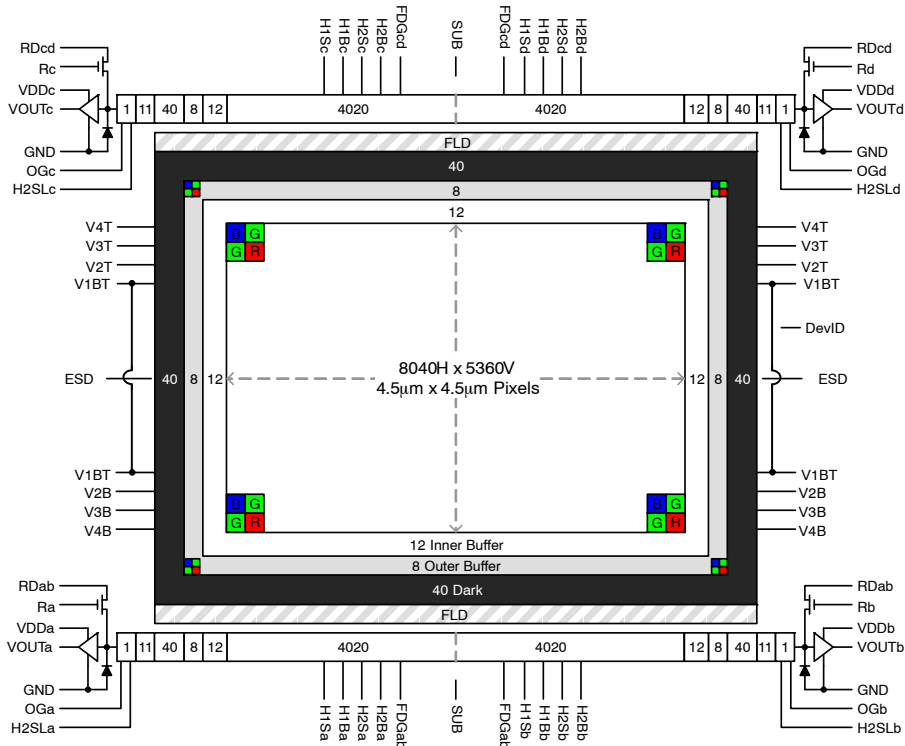 H1Sc H1Bc H2Sc H2Bc FDGcd SUB FDGcd H1Sd H1Bd H2Sd H2Bd
RDcd RDcd
Rc Rd
VDDc VDDd
VOUTc 1 11 40 8 12 4020 4020 12 8 40 11 1 VOUTd
GND FLD GND
OGc 40 OGd
H2SLc 8 H2SLd
12
V4T B G B G V4T
V3T G R G R V3T
V2T V2T
V1BT V1BT
DevID
8040H x 5360V
ESD 40 8 12 12 8 40 ESD
4.5μm x 4.5μm Pixels
V1BT V1BT
V2B B G B G V2B
V3B G R G R V3B
V4B V4B
12 Inner Buffer
8 Outer Buffer
RDab 40 Dark RDab
Ra FLD Rb
VDDa VDDb
VOUTa 1 11 40 8 12 4020 4020 12 8 40 11 1 VOUTb
GND GND
OGa OGb
H2SLa H2SLb
H1Sa H1Ba H2Sa H2Ba FDGab SUB FDGab H1Sb H1Bb H2Sb H2Bb